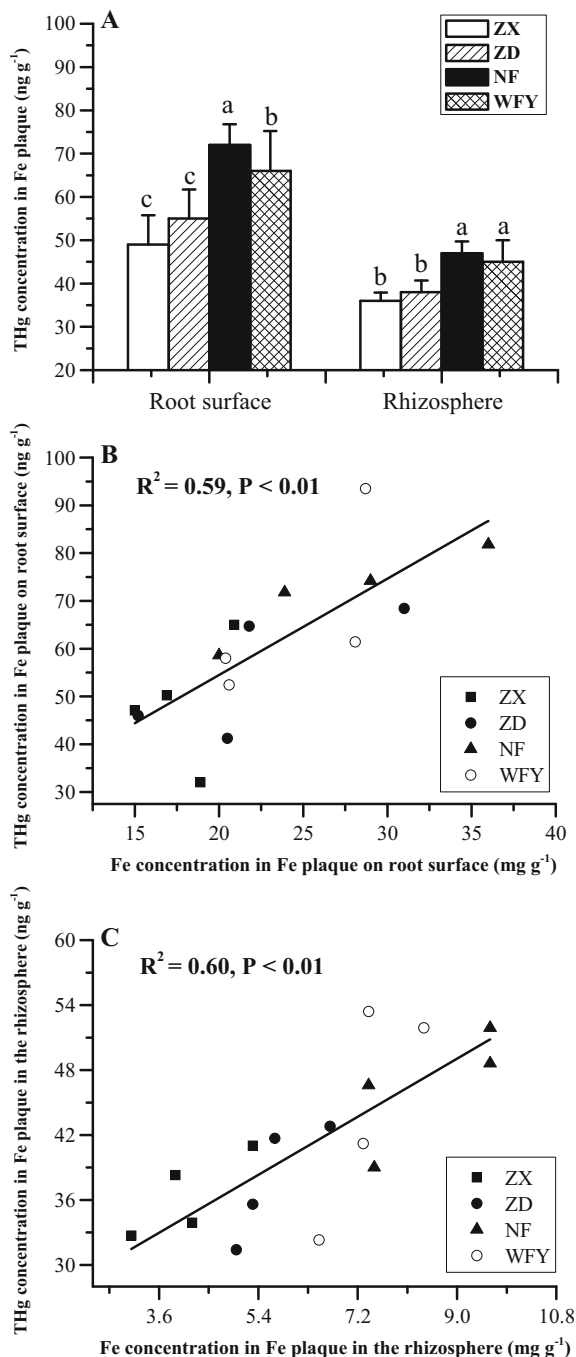 A
THg concentration in Fe plaque (ng g-1)
100
90
80
70
60
50
40
30
20
ZX
ZD
NF
WFY
c
c
a
b
b
b
a
a
Root surface
Rhizosphere
B
R2 = 0.59, P < 0.01
THg concentration in Fe plaque on root surface (ng g-1)
100
90
80
70
60
50
40
30
ZX
ZD
NF
WFY
15
20
25
30
35
40
Fe concentration in Fe plaque on root surface (mg g-1)
C
R2 = 0.60, P < 0.01
THg concentration in Fe plaque in the rhizosphere (ng g-1)
60
54
48
42
36
30
ZX
ZD
NF
WFY
3.6
5.4
7.2
9.0
10.8
Fe concentration in Fe plaque in the rhizosphere (mg g-1)